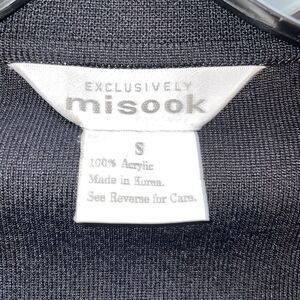 EXCLUSIVELY
misook
S
100% Acrylic
Made in Korea.
See Reverse for Care.